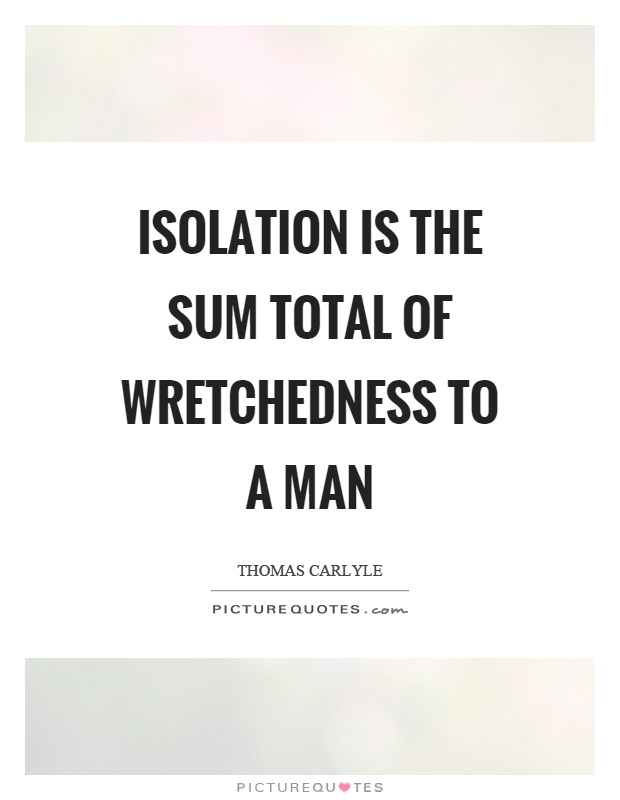 ISOLATION IS THE
SUM TOTAL OF
WRETCHEDNESS TO
A MAN
THOMAS CARLYLE
PICTUREQUOTES.com
PICTUREQUOTES